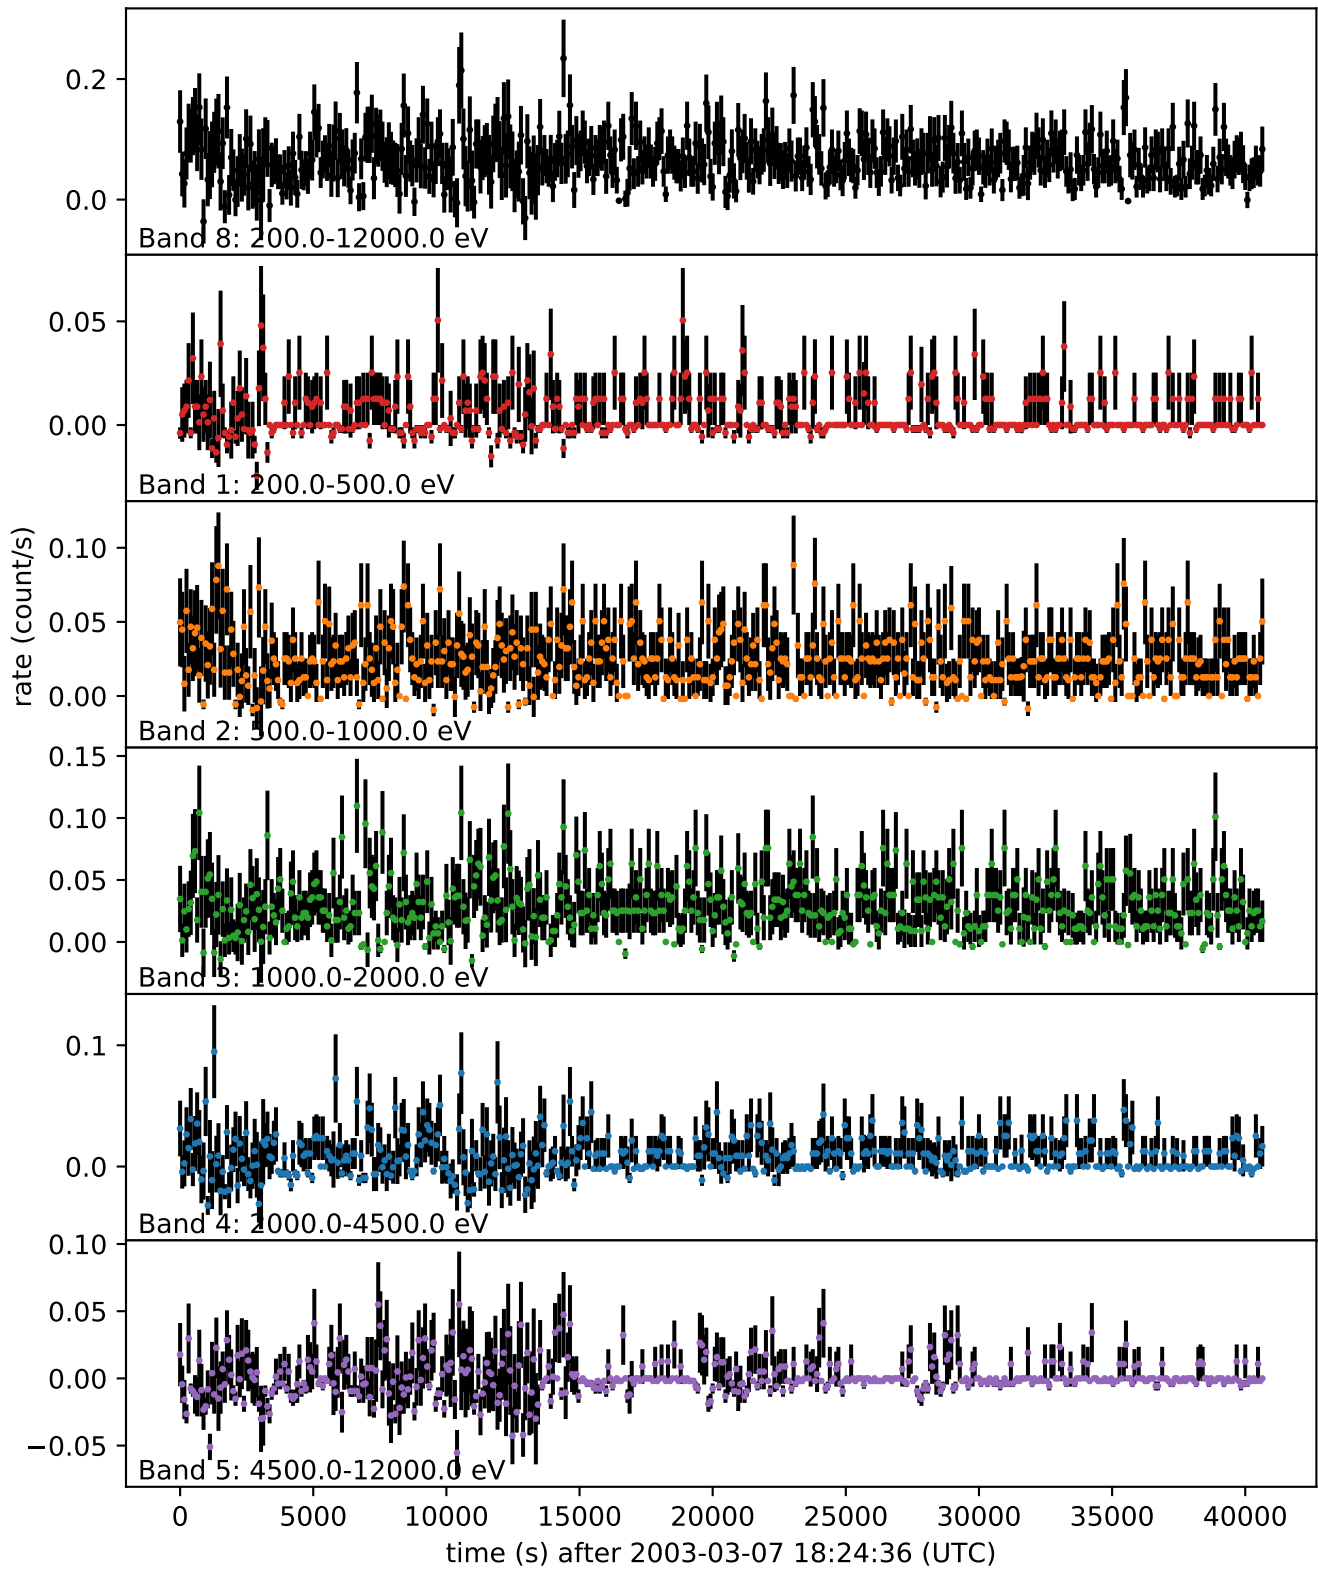 0.2
0.0
Band 8: 200.0-12000.0 eV
0.05
0.00
Band 1: 200.0-500.0 eV
rate (count/s)
0.10
0.05
0.00
Band 2: 500.0-1000.0 eV
0.15
0.10
0.05
0.00
Band 3: 1000.0-2000.0 eV
0.1
0.0
Band 4: 2000.0-4500.0 eV
0.10
0.05
0.00
−0.05
Band 5: 4500.0-12000.0 eV
0 5000 10000 15000 20000 25000 30000 35000 40000
time (s) after 2003-03-07 18:24:36 (UTC)